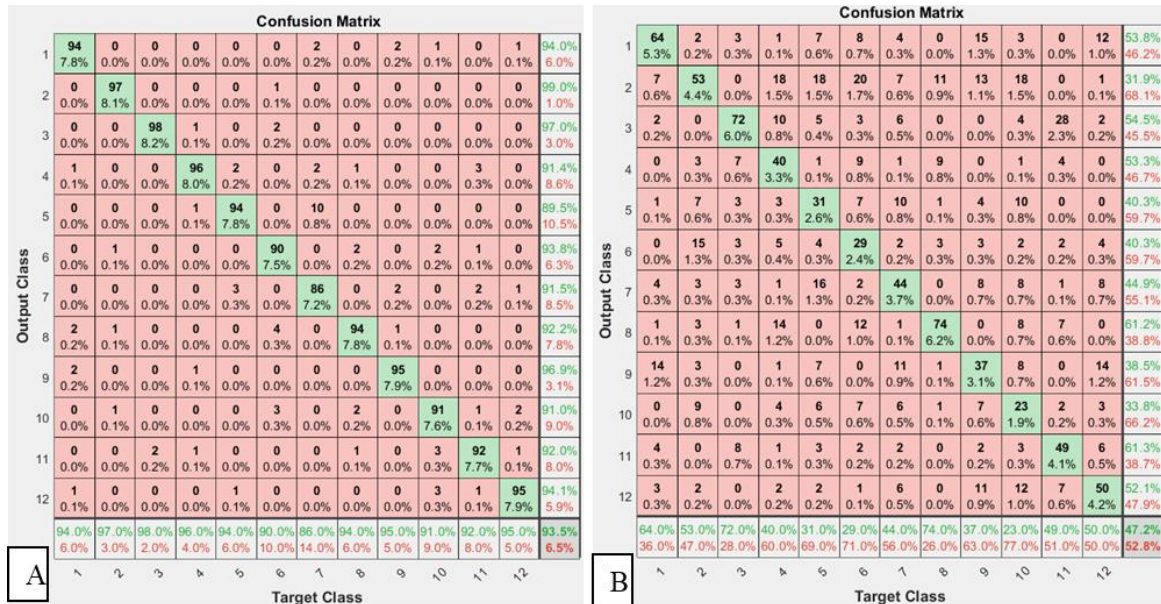 Confusion Matrix
94 0 0 0 0 0 2 0 2 1 0 1 94.0%
1
7.8% 0.0% 0.0% 0.0% 0.0% 0.0% 0.2% 0.0% 0.2% 0.1% 0.0% 0.1% 6.0%
0 97 0 0 0 1 0 0 0 0 0 0 99.0%
2
0.0% 8.1% 0.0% 0.0% 0.0% 0.1% 0.0% 0.0% 0.0% 0.0% 0.0% 0.0% 1.0%
0 0 98 1 0 2 0 0 0 0 0 0 97.0%
3
0.0% 0.0% 8.2% 0.1% 0.0% 0.2% 0.0% 0.0% 0.0% 0.0% 0.0% 0.0% 3.0%
1 0 0 96 2 0 2 1 0 0 3 0 91.4%
4
0.1% 0.0% 0.0% 8.0% 0.2% 0.0% 0.2% 0.1% 0.0% 0.0% 0.3% 0.0% 8.6%
0 0 0 1 94 0 10 0 0 0 0 0 89.5%
5
0.0% 0.0% 0.0% 0.1% 7.8% 0.0% 0.8% 0.0% 0.0% 0.0% 0.0% 0.0% 10.5%
0 1 0 0 0 90 0 2 0 2 1 0 93.8%
6
0.0% 0.1% 0.0% 0.0% 0.0% 7.5% 0.0% 0.2% 0.0% 0.2% 0.1% 0.0% 6.3%
0 0 0 0 3 0 86 0 2 0 2 1 91.5%
7
0.0% 0.0% 0.0% 0.0% 0.3% 0.0% 7.2% 0.0% 0.2% 0.0% 0.2% 0.1% 8.5%
2 1 0 0 0 4 0 94 1 0 0 0 92.2%
8
0.2% 0.1% 0.0% 0.0% 0.0% 0.3% 0.0% 7.8% 0.1% 0.0% 0.0% 0.0% 7.8%
2 0 0 1 0 0 0 0 95 0 0 0 96.9%
9
0.2% 0.0% 0.0% 0.1% 0.0% 0.0% 0.0% 0.0% 7.9% 0.0% 0.0% 0.0% 3.1%
0 1 0 0 0 3 0 2 0 91 1 2 91.0%
10
0.0% 0.1% 0.0% 0.0% 0.0% 0.3% 0.0% 0.2% 0.0% 7.6% 0.1% 0.2% 9.0%
0 0 2 1 0 0 0 1 0 3 92 1 92.0%
11
0.0% 0.0% 0.2% 0.1% 0.0% 0.0% 0.0% 0.1% 0.0% 0.3% 7.7% 0.1% 8.0%
1 0 0 0 1 0 0 0 0 3 1 95 94.1%
12
0.1% 0.0% 0.0% 0.0% 0.1% 0.0% 0.0% 0.0% 0.0% 0.3% 0.1% 7.9% 5.9%
94.0% 97.0% 98.0% 96.0% 94.0% 90.0% 86.0% 94.0% 95.0% 91.0% 92.0% 95.0% 93.5%
6.0% 3.0% 2.0% 4.0% 6.0% 10.0% 14.0% 6.0% 5.0% 9.0% 8.0% 5.0% 6.5%
1 2 3 4 5 6 7 8 9 10 11 12
Target Class
Output Class
A
Confusion Matrix
64 2 3 1 7 8 4 0 15 3 0 12 53.8%
1
5.3% 0.2% 0.3% 0.1% 0.6% 0.7% 0.3% 0.0% 1.3% 0.3% 0.0% 1.0% 46.2%
7 53 0 18 18 20 7 11 13 18 0 1 31.9%
2
0.6% 4.4% 0.0% 1.5% 1.5% 1.7% 0.6% 0.9% 1.1% 1.5% 0.0% 0.1% 68.1%
2 0 72 10 5 3 6 0 0 4 28 2 54.5%
3
0.2% 0.0% 6.0% 0.8% 0.4% 0.3% 0.5% 0.0% 0.0% 0.3% 2.3% 0.2% 45.5%
0 3 7 40 1 9 1 9 0 1 4 0 53.3%
4
0.0% 0.3% 0.6% 3.3% 0.1% 0.8% 0.1% 0.8% 0.0% 0.1% 0.3% 0.0% 46.7%
1 7 3 3 31 7 10 1 4 10 0 0 40.3%
5
0.1% 0.6% 0.3% 0.3% 2.6% 0.6% 0.8% 0.1% 0.3% 0.8% 0.0% 0.0% 59.7%
0 15 3 5 4 29 2 3 3 2 2 4 40.3%
6
0.0% 1.3% 0.3% 0.4% 0.3% 2.4% 0.2% 0.3% 0.3% 0.2% 0.2% 0.3% 59.7%
4 3 3 1 16 2 44 0 8 8 1 8 44.9%
7
0.3% 0.3% 0.3% 0.1% 1.3% 0.2% 3.7% 0.0% 0.7% 0.7% 0.1% 0.7% 55.1%
1 3 1 14 0 12 1 74 0 8 7 0 61.2%
8
0.1% 0.3% 0.1% 1.2% 0.0% 1.0% 0.1% 6.2% 0.0% 0.7% 0.6% 0.0% 38.8%
14 3 0 1 7 0 11 1 37 8 0 14 38.5%
9
1.2% 0.3% 0.0% 0.1% 0.6% 0.0% 0.9% 0.1% 3.1% 0.7% 0.0% 1.2% 61.5%
0 9 0 4 6 7 6 1 7 23 2 3 33.8%
10
0.0% 0.8% 0.0% 0.3% 0.5% 0.6% 0.5% 0.1% 0.6% 1.9% 0.2% 0.3% 66.2%
4 0 8 1 3 2 2 0 2 3 49 6 61.3%
11
0.3% 0.0% 0.7% 0.1% 0.3% 0.2% 0.2% 0.0% 0.2% 0.3% 4.1% 0.5% 38.7%
3 2 0 2 2 1 6 0 11 12 7 50 52.1%
12
0.3% 0.2% 0.0% 0.2% 0.2% 0.1% 0.5% 0.0% 0.9% 1.0% 0.6% 4.2% 47.9%
64.0% 53.0% 72.0% 40.0% 31.0% 29.0% 44.0% 74.0% 37.0% 23.0% 49.0% 50.0% 47.2%
36.0% 47.0% 28.0% 60.0% 69.0% 71.0% 56.0% 26.0% 63.0% 77.0% 51.0% 50.0% 52.8%
1 2 3 4 5 6 7 8 9 10 11 12
Target Class
Output Class
B